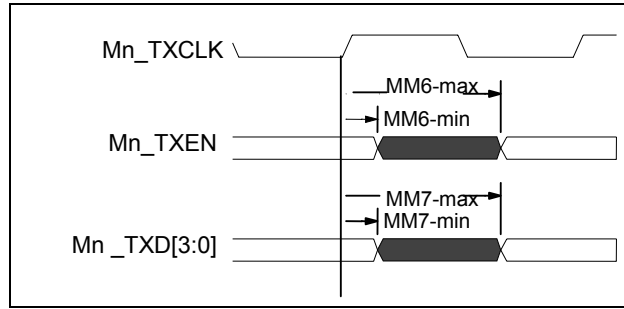 Mn_TXCLK
MM6-max
MM6-min
Mn_TXEN
MM7-max
MM7-min
Mn _TXD[3:0]